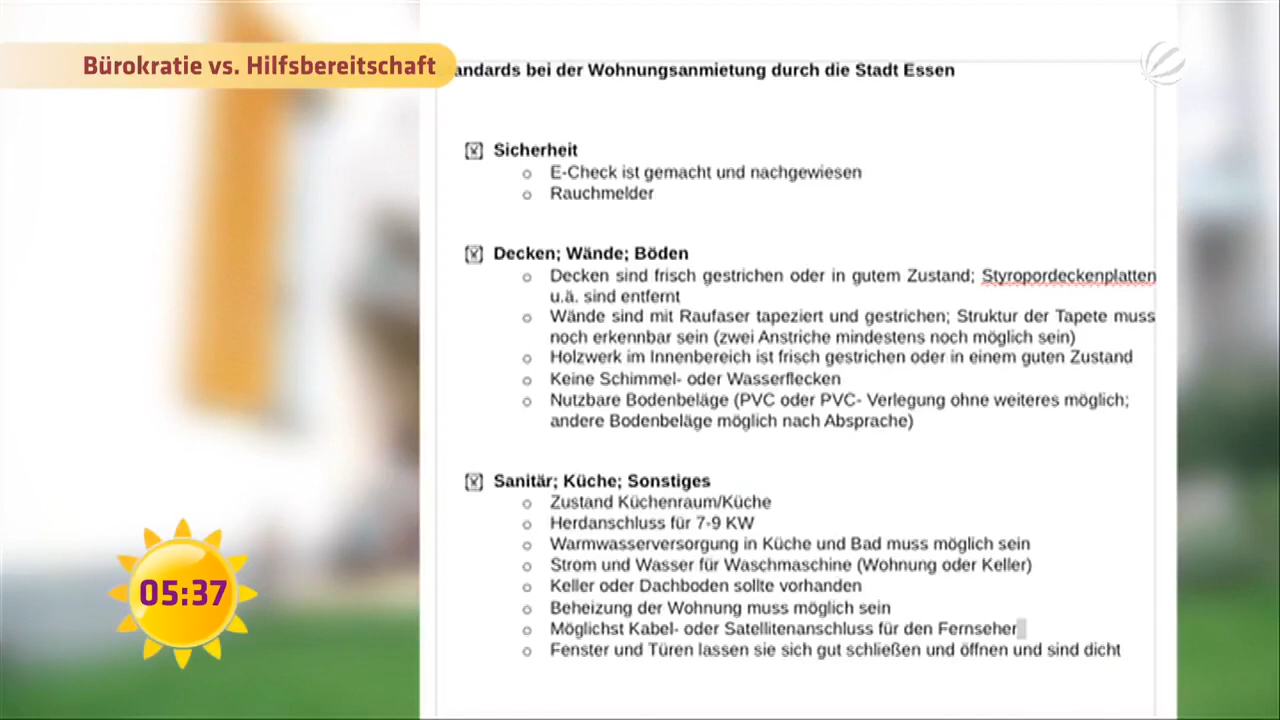 Bürokratie vs. Hilfsbereitschaft
andards bei der Wohnungsanmietung durch die Stadt Essen
Sicherheit
o E-Check ist gemacht und nachgewiesen
o Rauchmelder
Decken; Wände; Böden
o Decken sind frisch gestrichen oder in gutem Zustand; Styropordeckenplatten
u.ä. sind entfernt
o Wände sind mit Raufaser tapeziert und gestrichen; Struktur der Tapete muss
noch erkennbar sein (zwei Anstriche mindestens noch möglich sein)
o Holzwerk im Innenbereich ist frisch gestrichen oder in einem guten Zustand
o Keine Schimmel- oder Wasserflecken
o Nutzbare Bodenbeläge (PVC oder PVC- Verlegung ohne weiteres möglich;
andere Bodenbeläge möglich nach Absprache)
Sanitär; Küche; Sonstiges
o Zustand Küchenraum/Küche
o Herdanschluss für 7-9 KW
o Warmwasserversorgung in Küche und Bad muss möglich sein
o Strom und Wasser für Waschmaschine (Wohnung oder Keller)
o Keller oder Dachboden sollte vorhanden
o Beheizung der Wohnung muss möglich sein
o Möglichst Kabel- oder Satellitenanschluss für den Fernseher
o Fenster und Türen lassen sie sich gut schließen und öffnen und sind dicht
05:37